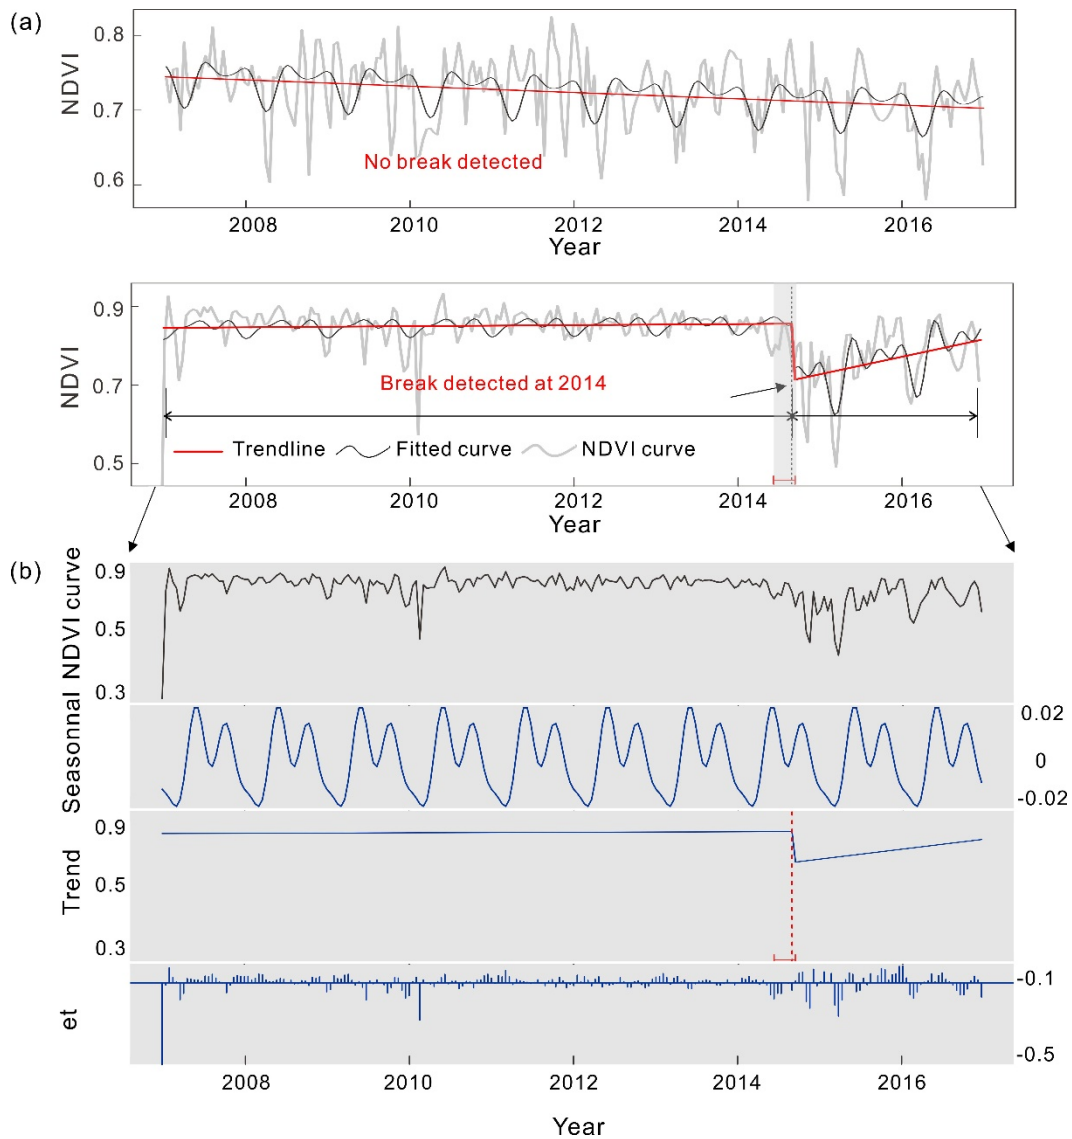 (a)
NDVI
0.8
0.7
0.6
No break detected
2008 2010 2012 2014 2016
Year
NDVI
0.9
0.7
0.5
Break detected at 2014
Trendline Fitted curve NDVI curve
2008 2010 2012 2014 2016
Year
(b)
NDVI curve
0.9
0.5
0.3
Seasonnal
0.02
0
-0.02
Trend
0.9
0.5
0.3
et
-0.1
-0.5
2008 2010 2012 2014 2016
Year